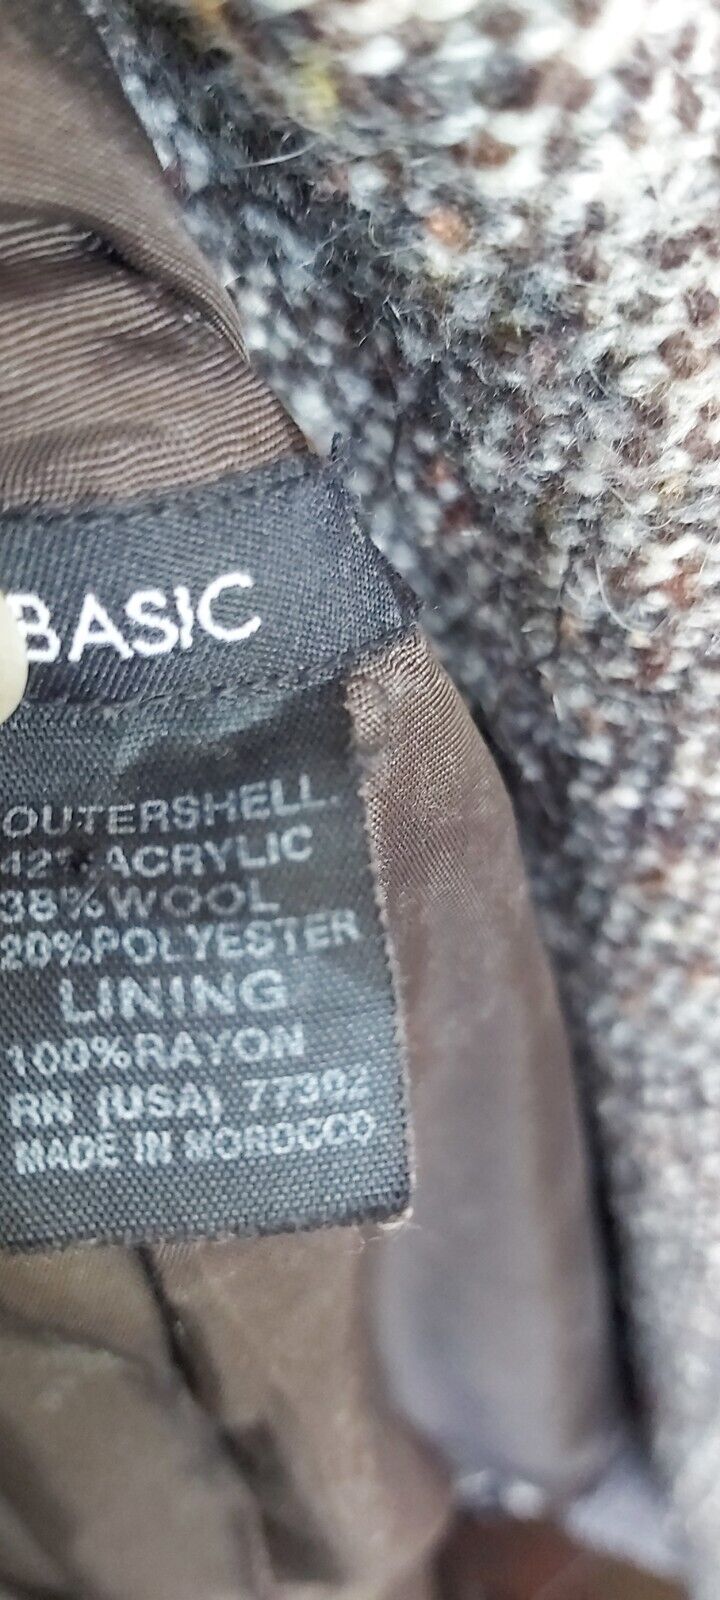 BASIC
OUTERSHELL.
42% ACRYLIC
38% WOOL
20%POLYESTER
LINING
100%RAYON
RN (USA) 77302
MADE IN MOROCCO